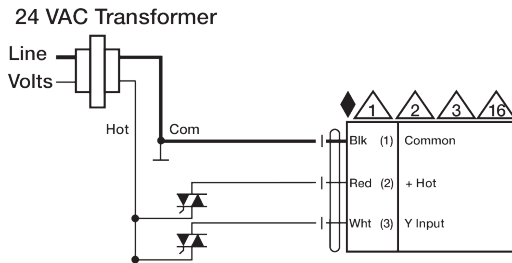 24 VAC Transformer
Line
Volts
Hot
Com
1 2 3 16
Blk (1) Common
Red (2) + Hot
Wht (3) Y Input